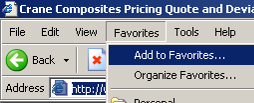 Crane Composites Pricing Quote and Devia
File Edit View Favorites Tools Help
Back Add to Favorites...
Organize Favorites...
Address http://
Personal